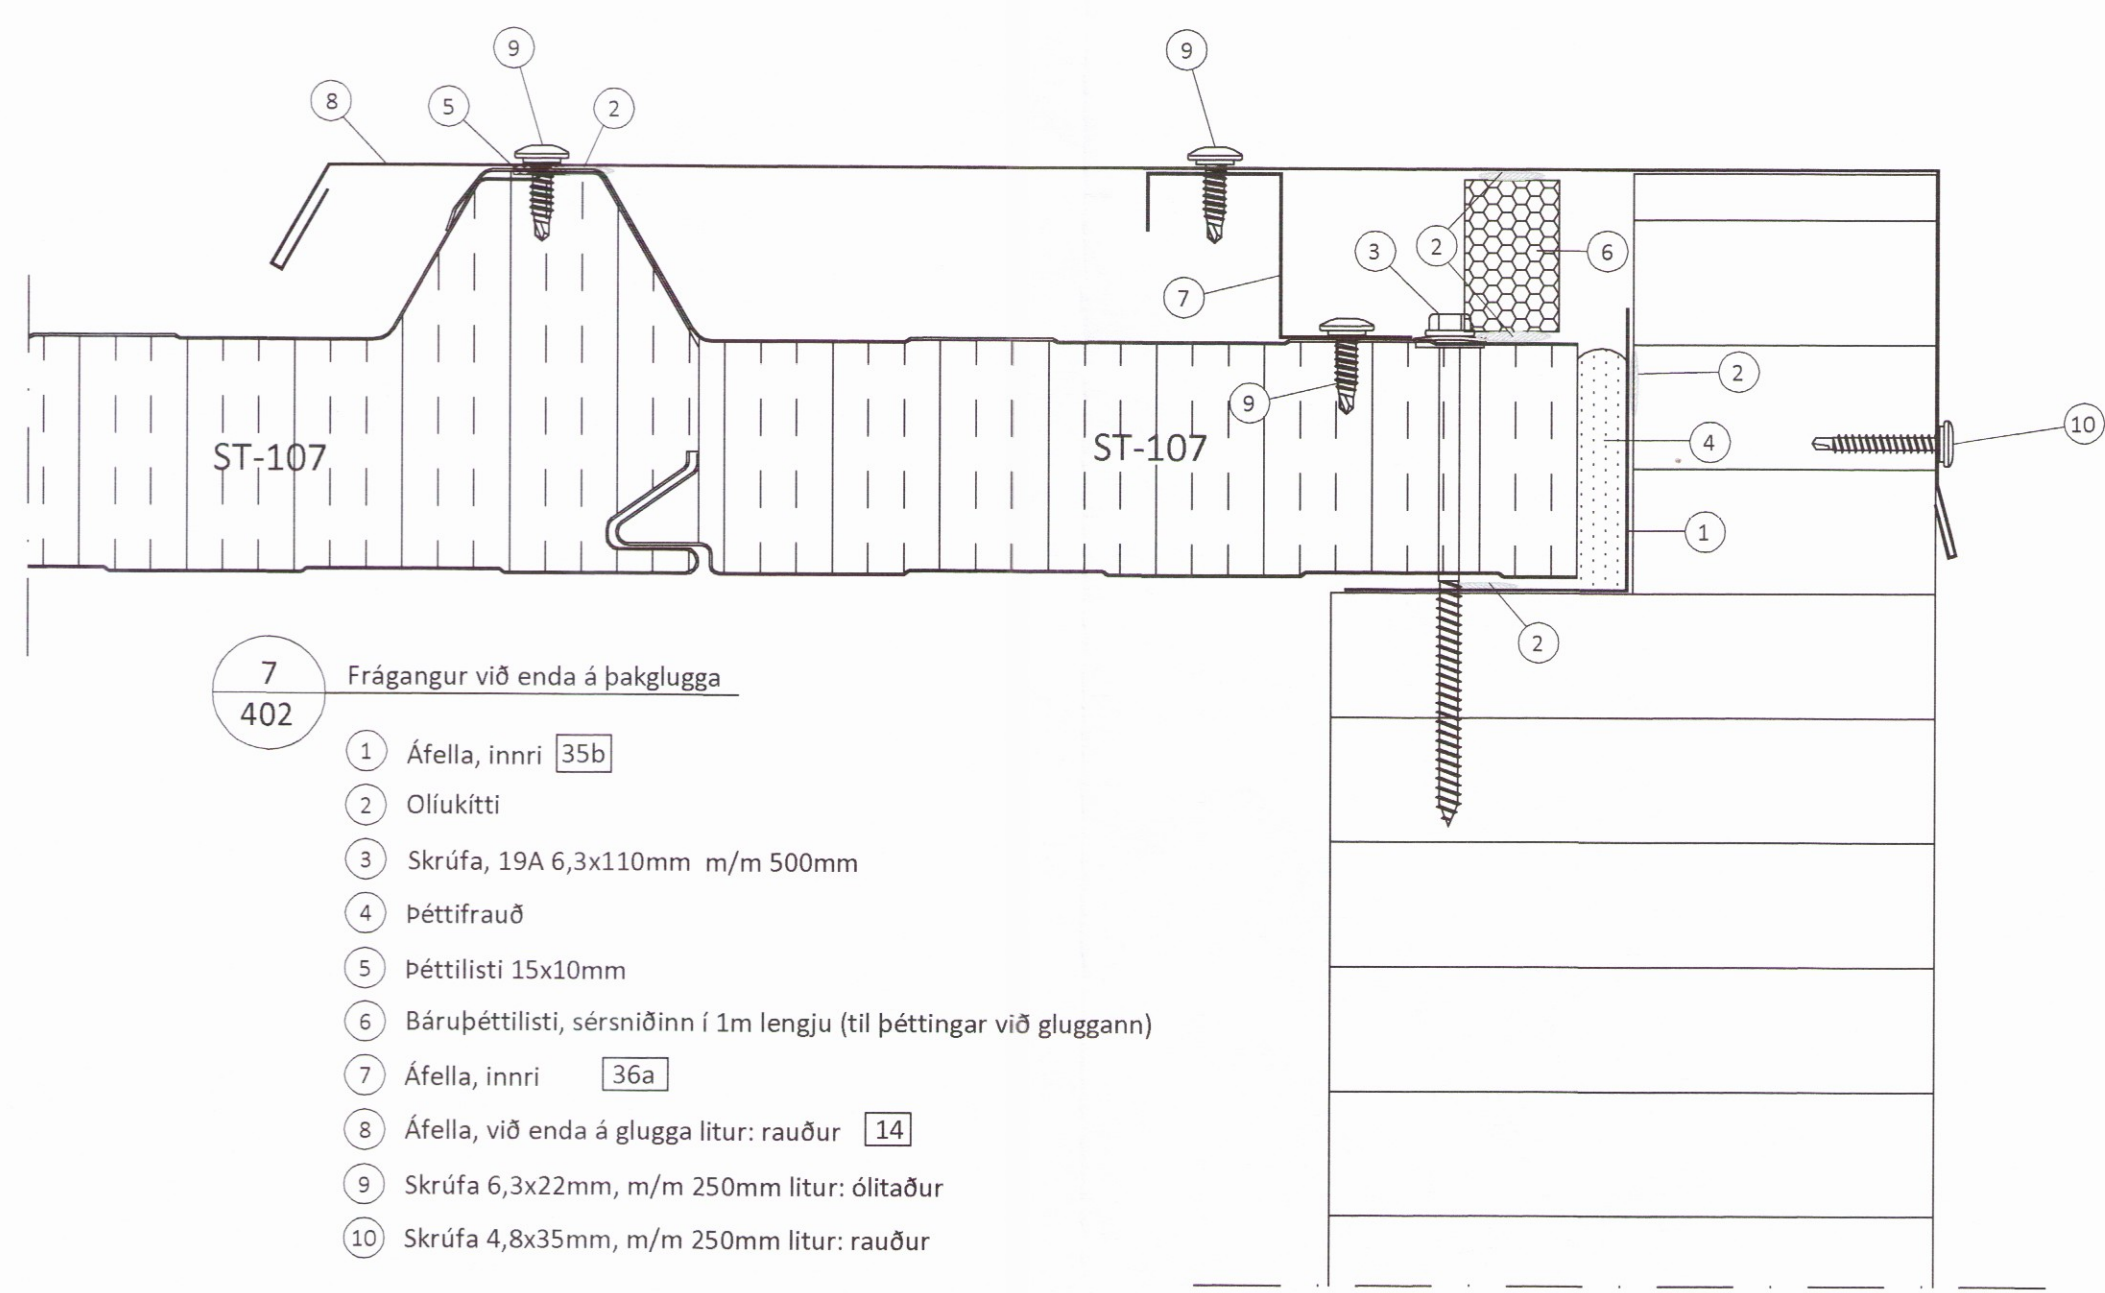 9
9
8
5
2
3
2
6
7
2
9
10
4
ST-107
ST-107
1
2
7
402
Frágangur við enda á þakglugga
1 Áfella, innri 35b
2 Olíukítti
3 Skrúfa, 19A 6,3x110mm m/m 500mm
4 Þéttifrauð
5 Þéttilisti 15x10mm
6 Báruþéttilisti, sérsniðinn í 1m lengju (til þéttingar við gluggann)
7 Áfella, innri 36a
8 Áfella, við enda á glugga litur: rauður 14
9 Skrúfa 6,3x22mm, m/m 250mm litur: ólitaður
10 Skrúfa 4,8x35mm, m/m 250mm litur: rauður